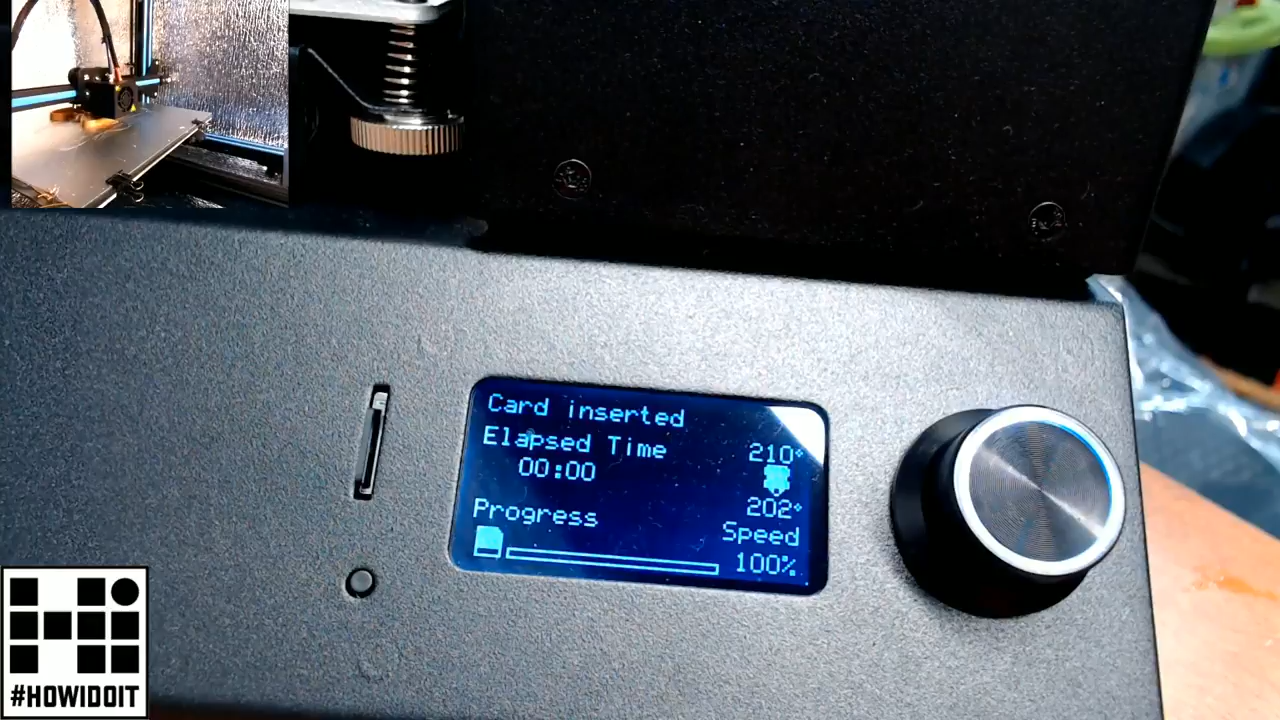 Card inserted
Elapsed Time
00:00
210°
202°
Progress
Speed
100%
#HOWIDOIT